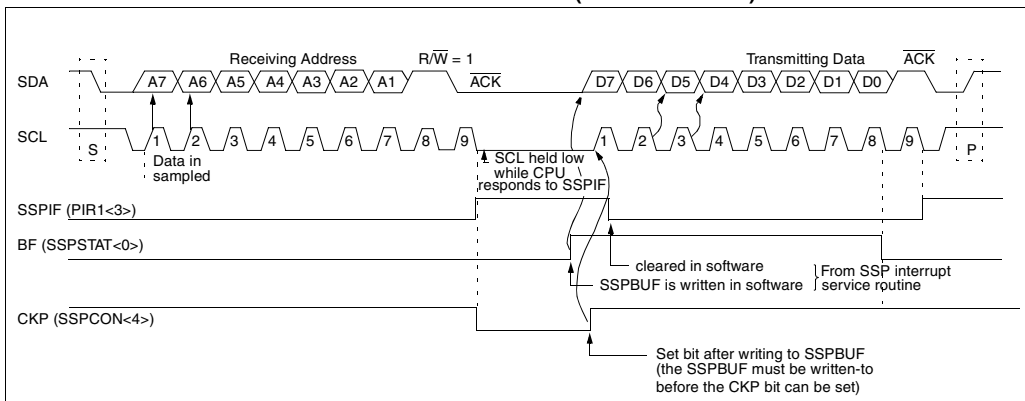 Receiving Address R/W = 1 Transmitting Data ACK
SDA A7 A6 A5 A4 A3 A2 A1 ACK D7 D6 D5 D4 D3 D2 D1 D0
SCL S 1 2 3 4 5 6 7 8 9 1 2 3 4 5 6 7 8 9 P
Data in
sampled
SCL held low
while CPU
responds to SSPIF
SSPIF (PIR1<3>)
BF (SSPSTAT<0>)
cleared in software
SSPBUF is written in software
From SSP interrupt
service routine
CKP (SSPCON<4>)
Set bit after writing to SSPBUF
(the SSPBUF must be written-to
before the CKP bit can be set)